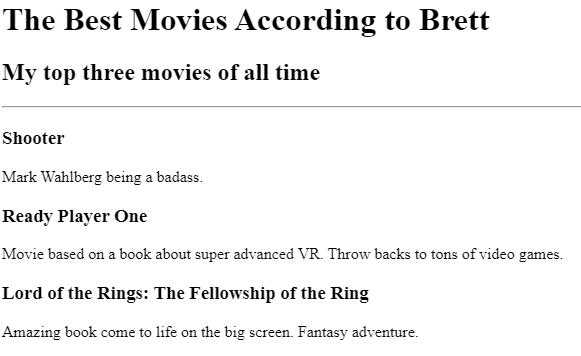 The Best Movies According to Brett
My top three movies of all time
Shooter
Mark Wahlberg being a badass.
Ready Player One
Movie based on a book about super advanced VR. Throw backs to tons of video games.
Lord of the Rings: The Fellowship of the Ring
Amazing book come to life on the big screen. Fantasy adventure.